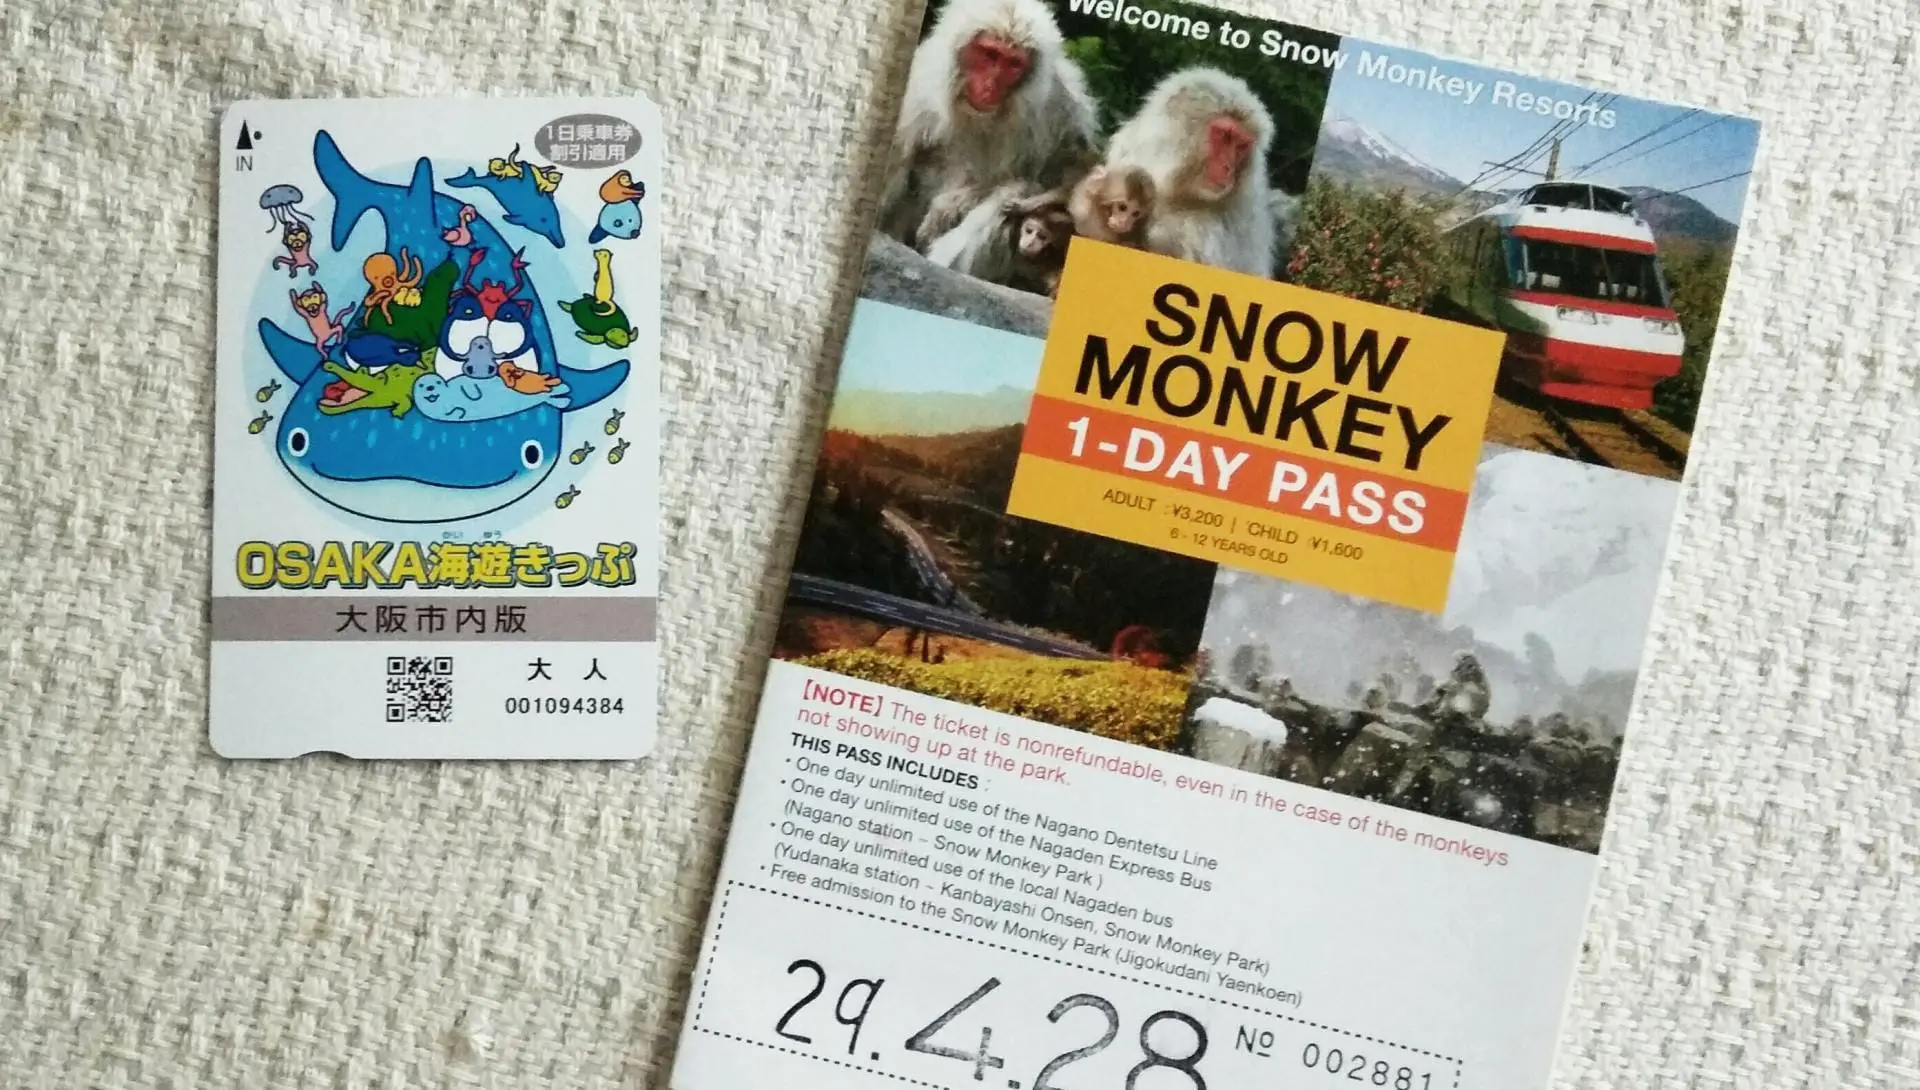 IN
1日乗車券
割引適用
かい ゆう
OSAKA海遊きっぷ
大阪市内版
大人
001094384
Welcome to Snow Monkey Resorts
SNOW
MONKEY
1-DAY PASS
ADULT :¥3,200 | CHILD :¥1,600
6 - 12 YEARS OLD
【NOTE】The ticket is nonrefundable, even in the case of the monkeys
not showing up at the park.
THIS PASS INCLUDES :
・One day unlimited use of the Nagano Dentetsu Line
・One day unlimited use of the Nagaden Express Bus
(Nagano station ~ Snow Monkey Park )
・One day unlimited use of the local Nagaden bus
(Yudanaka station ~ Kanbayashi Onsen, Snow Monkey Park)
・Free admission to the Snow Monkey Park (Jigokudani Yaenkoen)
29.4.28
№ 002881